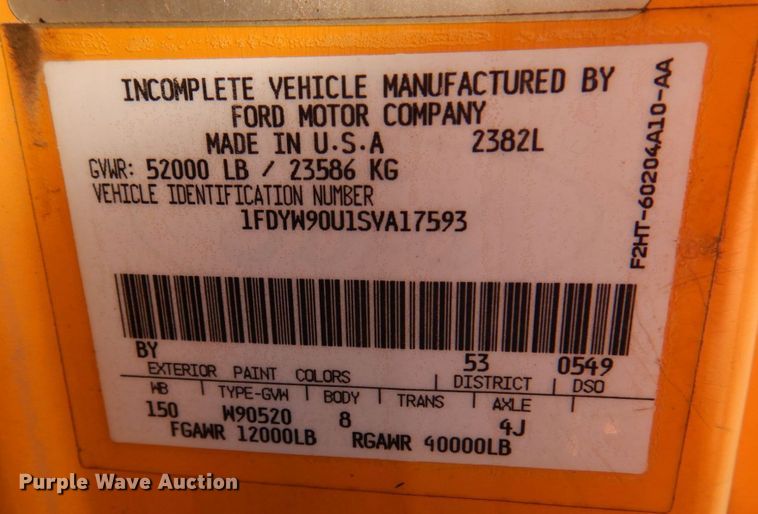 INCOMPLETE VEHICLE MANUFACTURED BY
FORD MOTOR COMPANY
MADE IN U.S.A 2382L
GVWR: 52000 LB / 23586 KG
VEHICLE IDENTIFICATION NUMBER
1FDYW90U1SVA17593
F2HT-60204A10-AA
BY 53 0549
EXTERIOR PAINT COLORS DISTRICT DSO
WB TYPE-GVW BODY TRANS AXLE
150 W90520 8 4J
FGAWR 12000LB RGAWR 40000LB
Purple Wave Auction